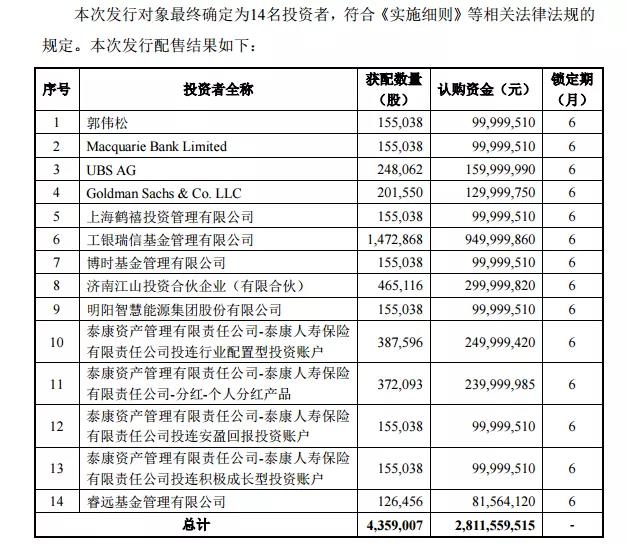 本次发行对象最终确定为14名投资者，符合《实施细则》等相关法律法规的
规定。本次发行配售结果如下：
序号 投资者全称 获配数量（股） 认购资金（元） 锁定期（月）
1 郭伟松 155,038 99,999,510 6
2 Macquarie Bank Limited 155,038 99,999,510 6
3 UBS AG 248,062 159,999,990 6
4 Goldman Sachs & Co. LLC 201,550 129,999,750 6
5 上海鹤禧投资管理有限公司 155,038 99,999,510 6
6 工银瑞信基金管理有限公司 1,472,868 949,999,860 6
7 博时基金管理有限公司 155,038 99,999,510 6
8 济南江山投资合伙企业（有限合伙） 465,116 299,999,820 6
9 明阳智慧能源集团股份有限公司 155,038 99,999,510 6
10 泰康资产管理有限责任公司-泰康人寿保险
有限责任公司投连行业配置型投资账户 387,596 249,999,420 6
11 泰康资产管理有限责任公司-泰康人寿保险
有限责任公司-分红-个人分红产品 372,093 239,999,985 6
12 泰康资产管理有限责任公司-泰康人寿保险
有限责任公司投连安盈回报投资账户 155,038 99,999,510 6
13 泰康资产管理有限责任公司-泰康人寿保险
有限责任公司投连积极成长型投资账户 155,038 99,999,510 6
14 睿远基金管理有限公司 126,456 81,564,120 6
总计 4,359,007 2,811,559,515 -